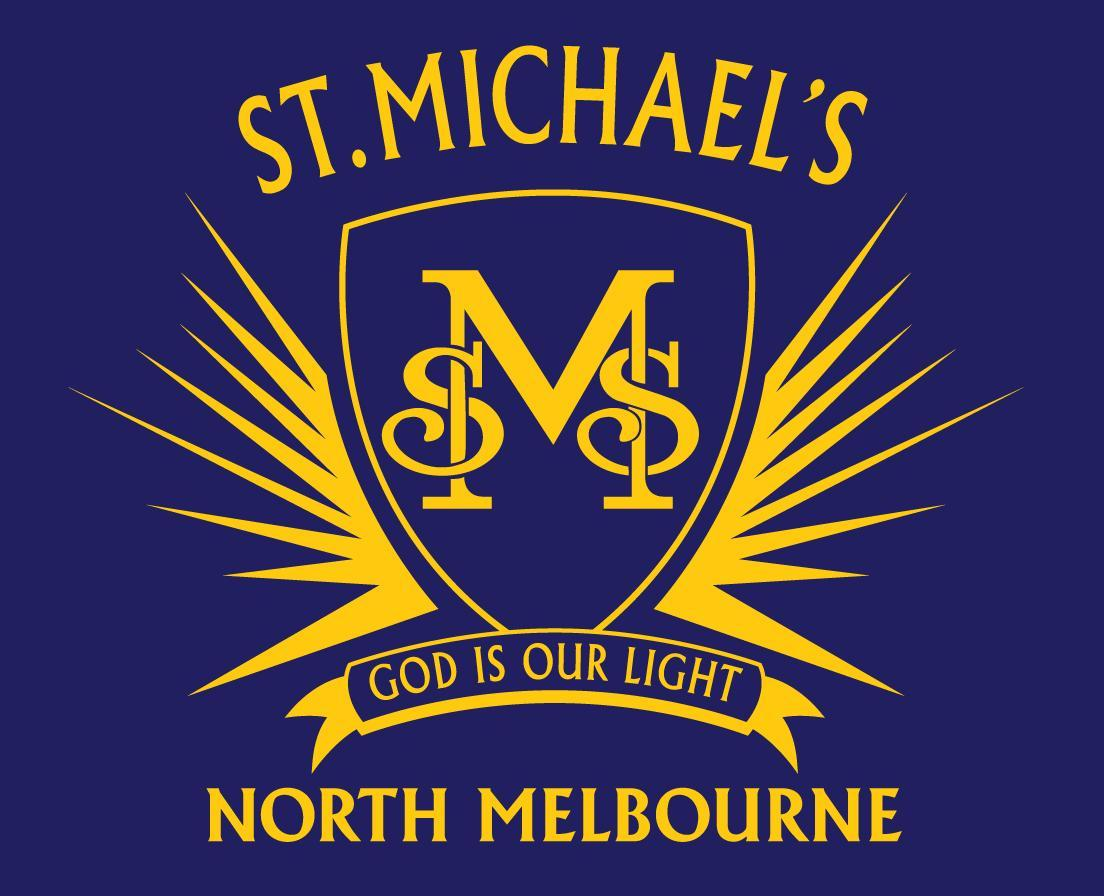 ST. MICHAEL'S
SMS
GOD IS OUR LIGHT
NORTH MELBOURNE